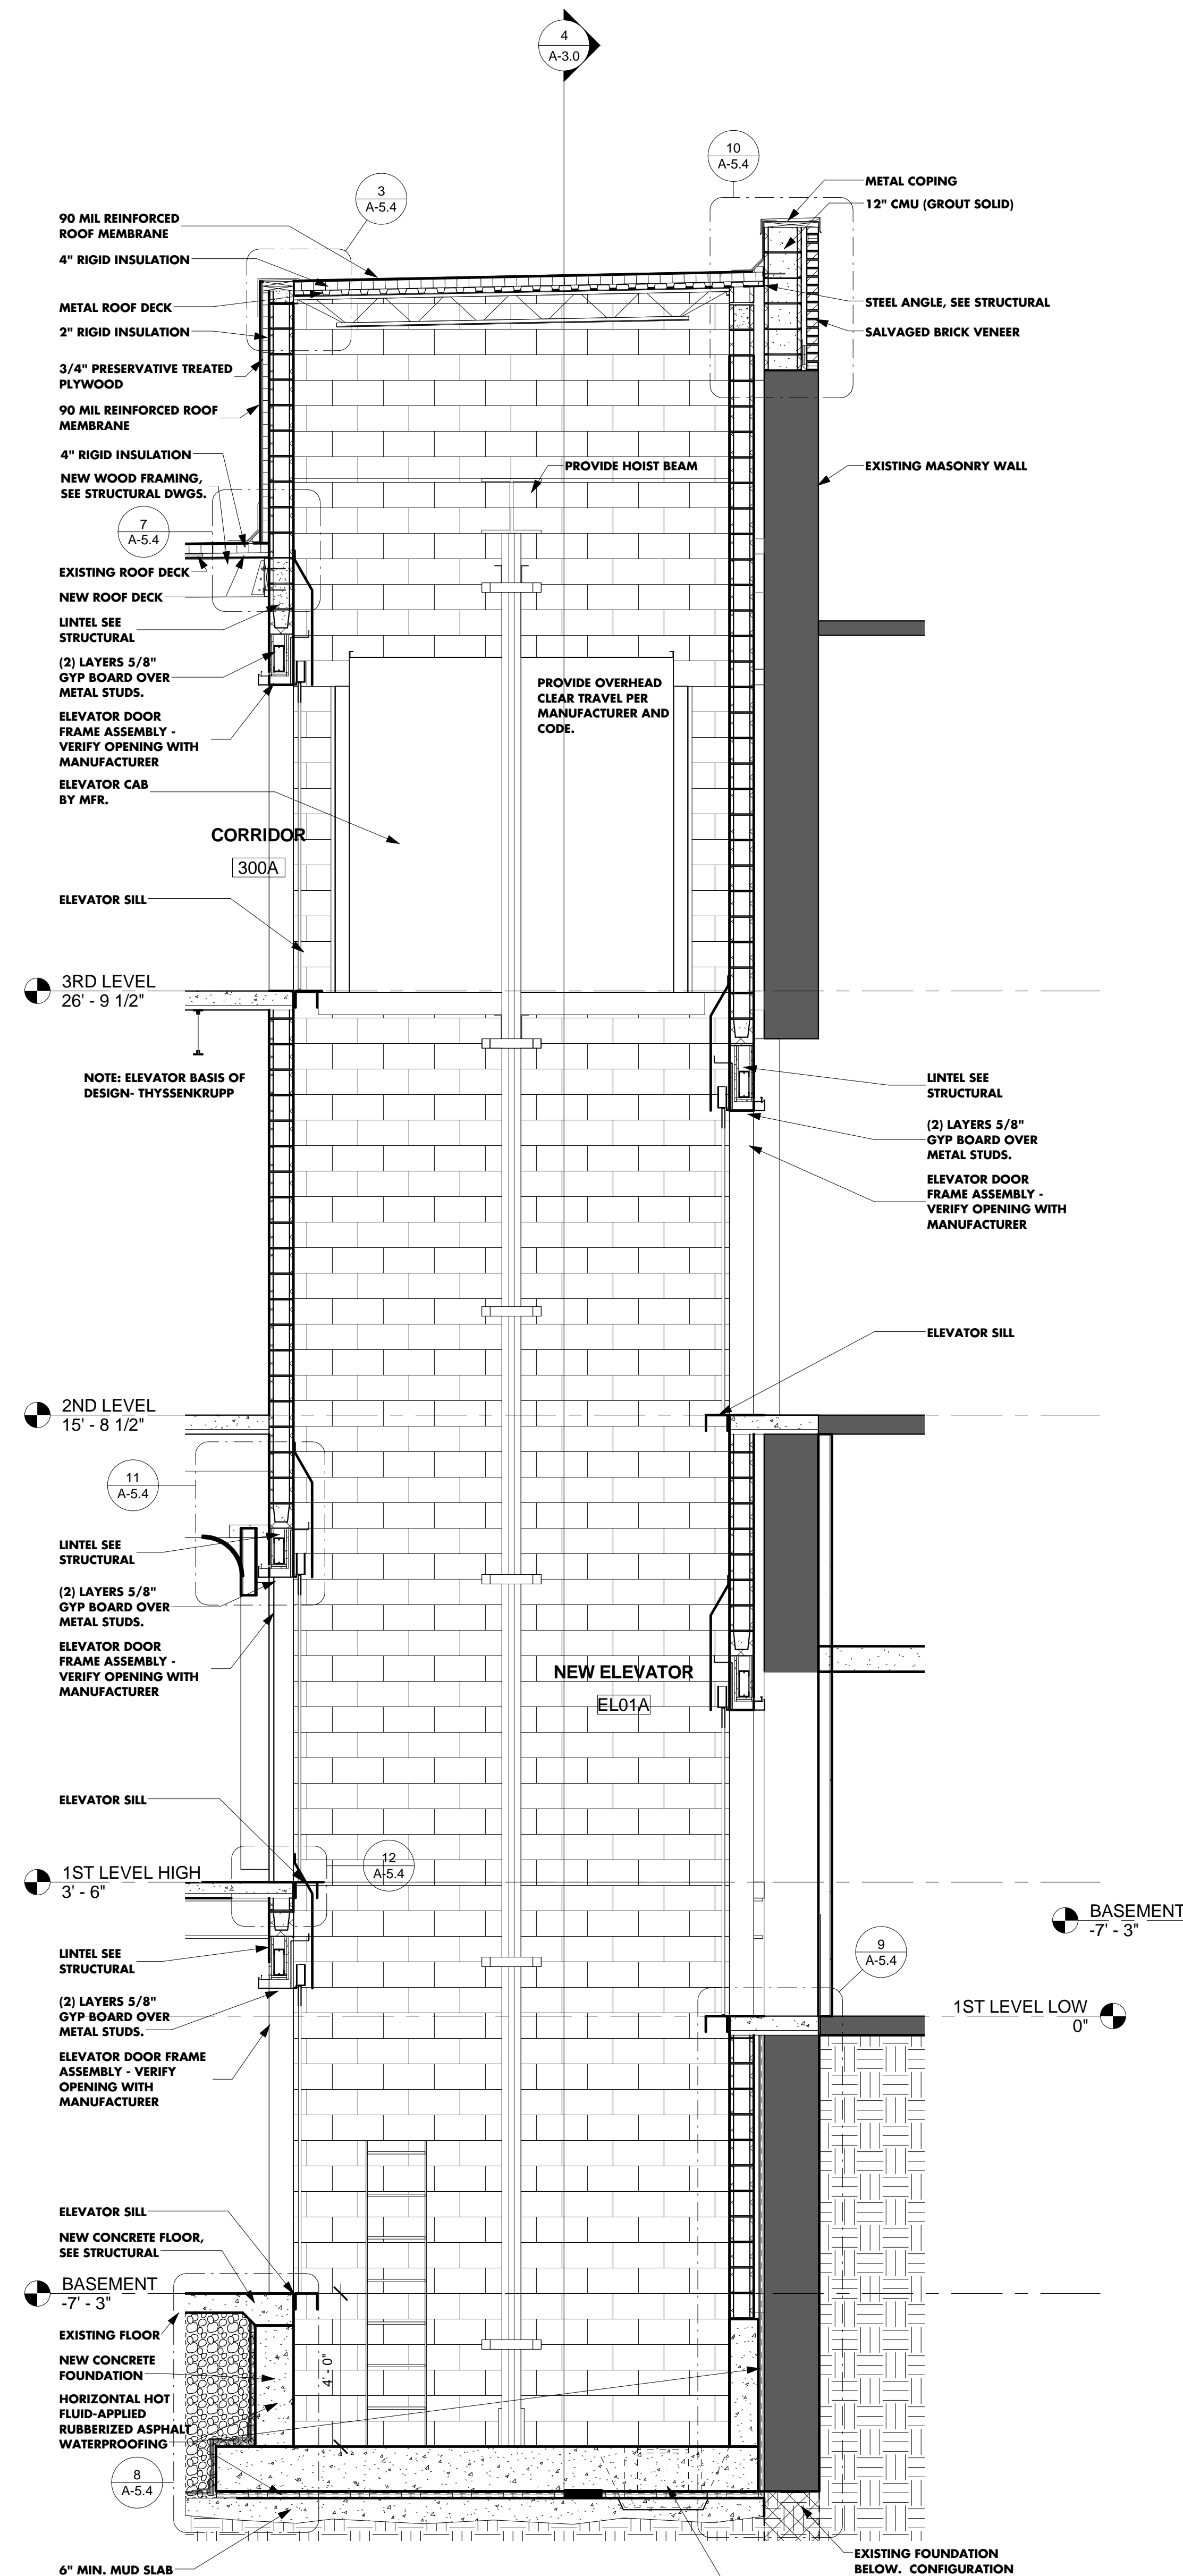 4
A-3.0
10
A-5.4
3
A-5.4
METAL COPING
12" CMU (GROUT SOLID)
90 MIL REINFORCED
ROOF MEMBRANE
4" RIGID INSULATION
METAL ROOF DECK
2" RIGID INSULATION
3/4" PRESERVATIVE TREATED
PLYWOOD
90 MIL REINFORCED ROOF
MEMBRANE
4" RIGID INSULATION
NEW WOOD FRAMING,
SEE STRUCTURAL DWGS.
7
A-5.4
EXISTING ROOF DECK
NEW ROOF DECK
LINTEL SEE
STRUCTURAL
(2) LAYERS 5/8"
GYP BOARD OVER
METAL STUDS.
ELEVATOR DOOR
FRAME ASSEMBLY -
VERIFY OPENING WITH
MANUFACTURER
ELEVATOR CAB
BY MFR.
CORRIDOR
300A
ELEVATOR SILL
STEEL ANGLE, SEE STRUCTURAL
SALVAGED BRICK VENEER
EXISTING MASONRY WALL
PROVIDE HOIST BEAM
PROVIDE OVERHEAD
CLEAR TRAVEL PER
MANUFACTURER AND
CODE.
3RD LEVEL
26' - 9 1/2"
NOTE: ELEVATOR BASIS OF
DESIGN- THYSSENKRUPP
LINTEL SEE
STRUCTURAL
(2) LAYERS 5/8"
GYP BOARD OVER
METAL STUDS.
ELEVATOR DOOR
FRAME ASSEMBLY -
VERIFY OPENING WITH
MANUFACTURER
ELEVATOR SILL
2ND LEVEL
15' - 8 1/2"
11
A-5.4
LINTEL SEE
STRUCTURAL
(2) LAYERS 5/8"
GYP BOARD OVER
METAL STUDS.
ELEVATOR DOOR
FRAME ASSEMBLY -
VERIFY OPENING WITH
MANUFACTURER
NEW ELEVATOR
EL01A
ELEVATOR SILL
12
A-5.4
1ST LEVEL HIGH
3' - 6"
BASEMENT
-7' - 3"
9
A-5.4
LINTEL SEE
STRUCTURAL
(2) LAYERS 5/8"
GYP BOARD OVER
METAL STUDS.
ELEVATOR DOOR FRAME
ASSEMBLY - VERIFY
OPENING WITH
MANUFACTURER
1ST LEVEL LOW
0"
ELEVATOR SILL
NEW CONCRETE FLOOR,
SEE STRUCTURAL
BASEMENT
-7' - 3"
EXISTING FLOOR
NEW CONCRETE
FOUNDATION
HORIZONTAL HOT
FLUID-APPLIED
RUBBERIZED ASPHALT
WATERPROOFING
4' - 0"
8
A-5.4
6" MIN. MUD SLAB
EXISTING FOUNDATION
BELOW. CONFIGURATION